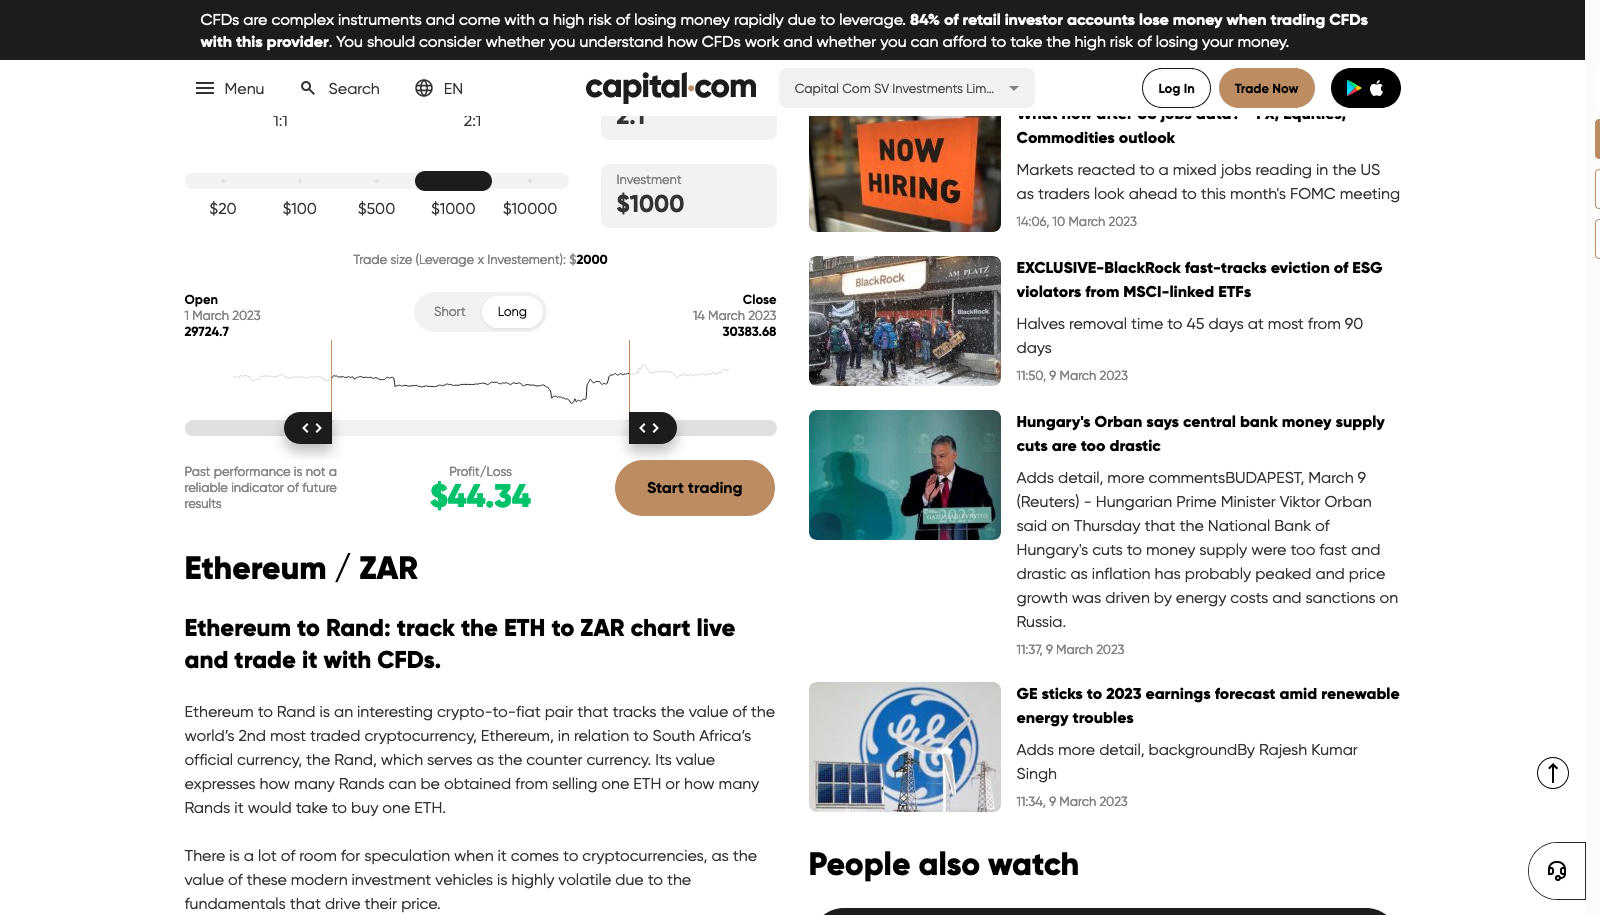 CFDs are complex instruments and come with a high risk of losing money rapidly due to leverage. 84% of retail investor accounts lose money when trading CFDs
with this provider. You should consider whether you understand how CFDs work and whether you can afford to take the high risk of losing your money.
Menu
Search
EN
capital.com
Capital Com SV Investments Lim...
Log In
Trade Now
1:1
2:1
2:1
Investment
$1000
$20
$100
$500
$1000
$10000
Trade size (Leverage x Investement): $2000
Open
1 March 2023
29724.7
Short
Long
Close
14 March 2023
30383.68
Past performance is not a
reliable indicator of future
results
Profit/Loss
$44.34
Start trading
Ethereum / ZAR
Ethereum to Rand: track the ETH to ZAR chart live
and trade it with CFDs.
Ethereum to Rand is an interesting crypto-to-fiat pair that tracks the value of the
world's 2nd most traded cryptocurrency, Ethereum, in relation to South Africa's
official currency, the Rand, which serves as the counter currency. Its value
expresses how many Rands can be obtained from selling one ETH or how many
Rands it would take to buy one ETH.
There is a lot of room for speculation when it comes to cryptocurrencies, as the
value of these modern investment vehicles is highly volatile due to the
fundamentals that drive their price.
NOW
HIRING
What now after US jobs data? – FX, Equities,
Commodities outlook
Markets reacted to a mixed jobs reading in the US
as traders look ahead to this month's FOMC meeting
14:06, 10 March 2023
BlackRock
AM PLATZ
BlackRock
EXCLUSIVE-BlackRock fast-tracks eviction of ESG
violators from MSCI-linked ETFs
Halves removal time to 45 days at most from 90
days
11:50, 9 March 2023
2023
Hungary's Orban says central bank money supply
cuts are too drastic
Adds detail, more commentsBUDAPEST, March 9
(Reuters) - Hungarian Prime Minister Viktor Orban
said on Thursday that the National Bank of
Hungary's cuts to money supply were too fast and
drastic as inflation has probably peaked and price
growth was driven by energy costs and sanctions on
Russia.
11:37, 9 March 2023
GE sticks to 2023 earnings forecast amid renewable
energy troubles
Adds more detail, backgroundBy Rajesh Kumar
Singh
11:34, 9 March 2023
People also watch